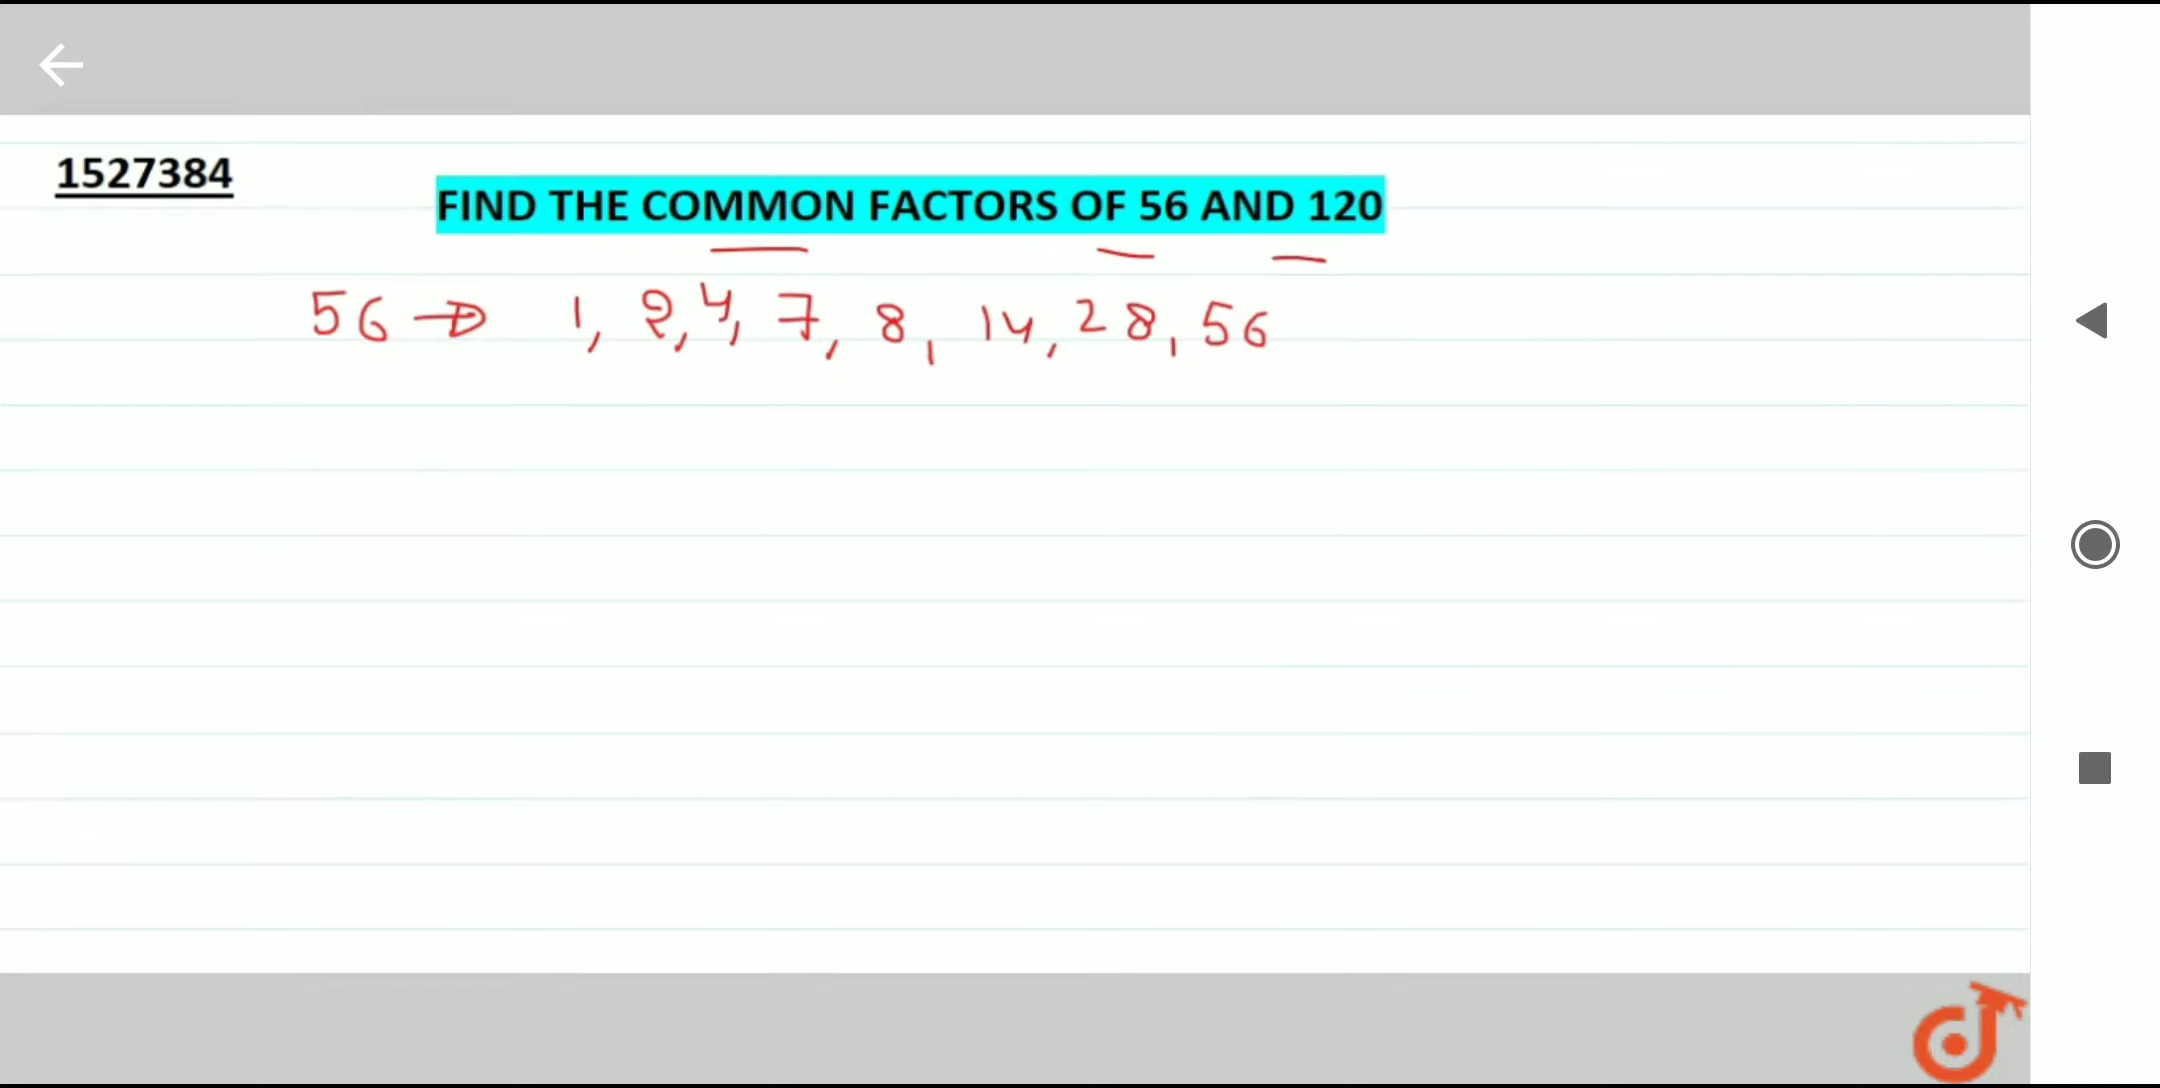 1527384
FIND THE COMMON FACTORS OF 56 AND 120
56 → 1, 2, 4, 7, 8, 14, 28, 56